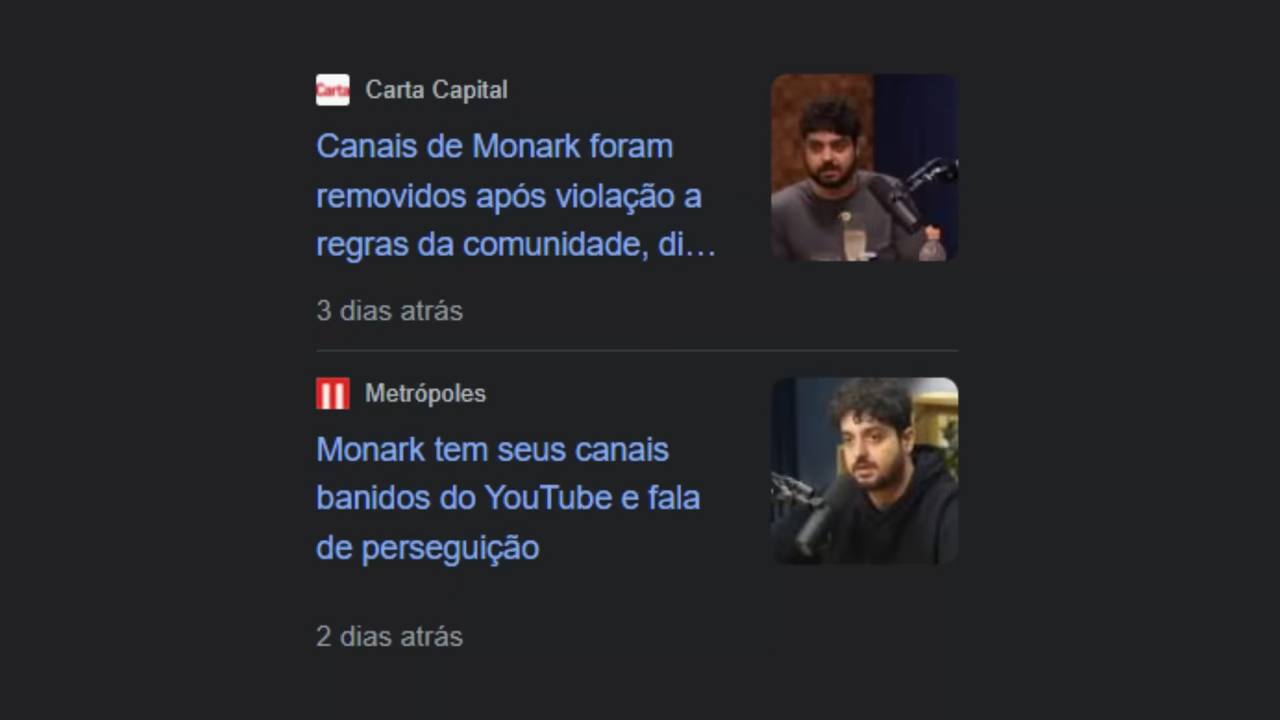 Carta
Carta Capital
Canais de Monark foram
removidos após violação a
regras da comunidade, di...
3 dias atrás
Metrópoles
Monark tem seus canais
banidos do YouTube e fala
de perseguição
2 dias atrás